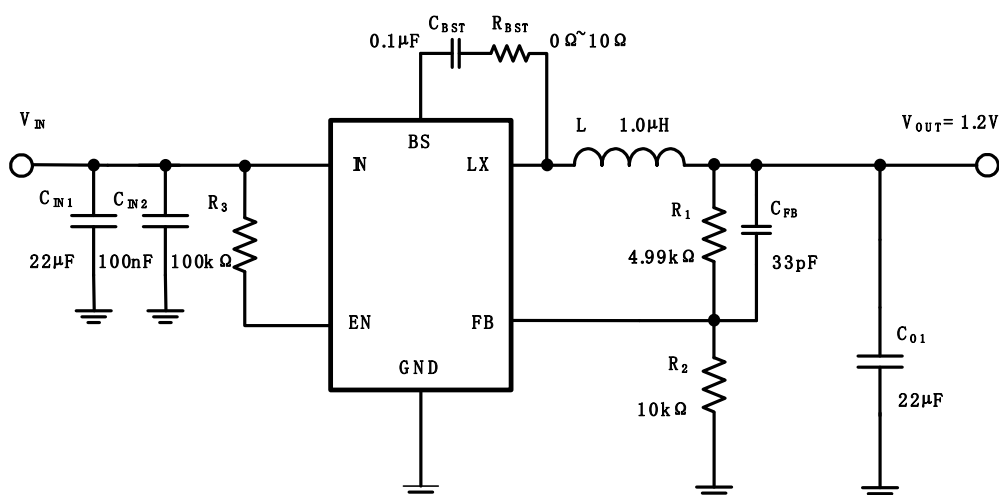 C_BST R_BST
0.1μF 0Ω~10Ω
V_IN
BS
L 1.0μH
V_OUT= 1.2V
IN LX
C_IN1 C_IN2 R_3
22μF 100nF 100kΩ
R_1 C_FB
4.99kΩ 33pF
EN FB
GND
R_2
10kΩ
C_O1
22μF